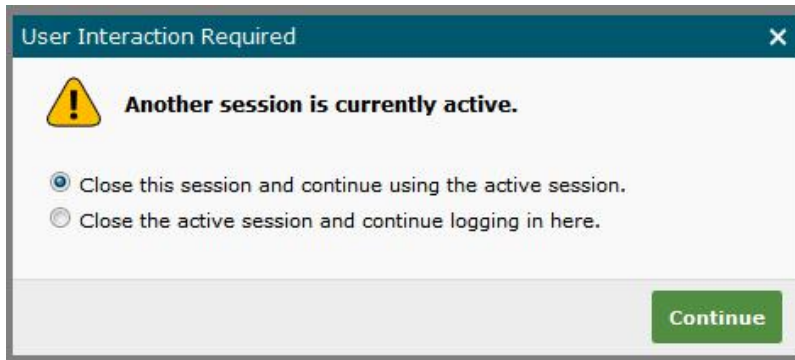 User Interaction Required
Another session is currently active.
Close this session and continue using the active session.
Close the active session and continue logging in here.
Continue